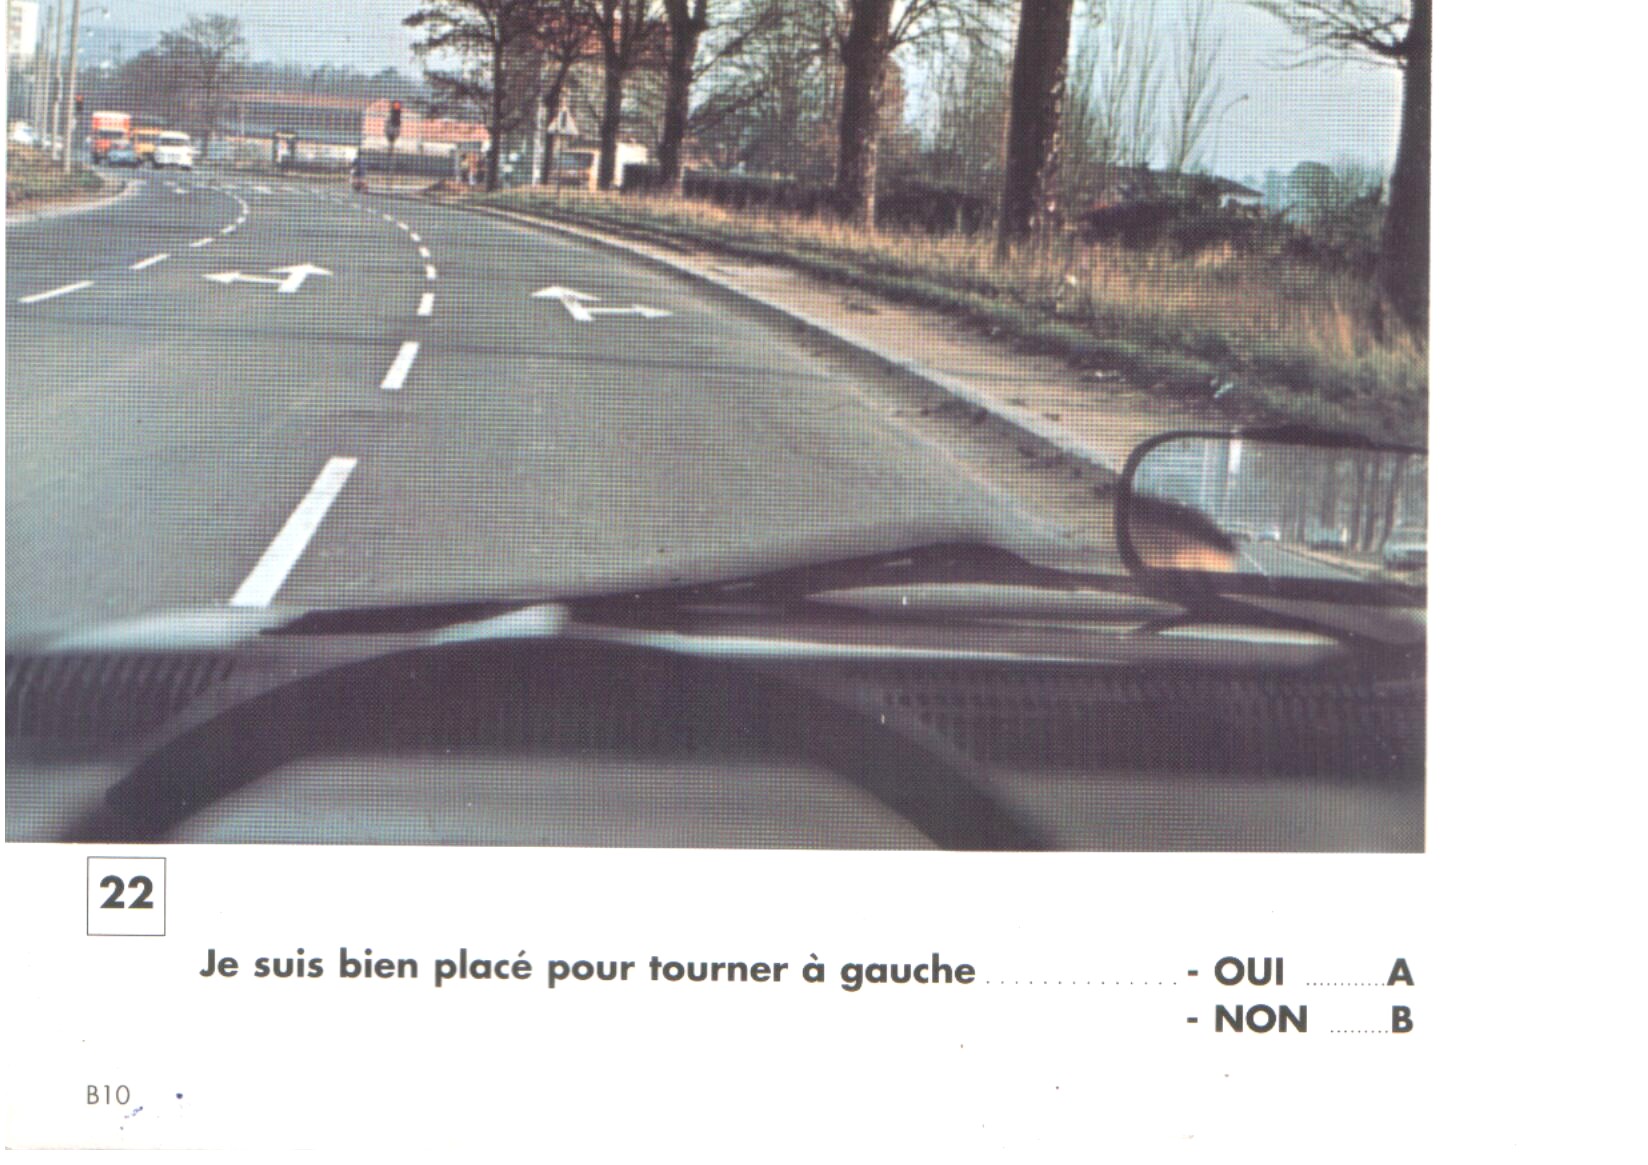 22
Je suis bien placé pour tourner à gauche .............. - OUI ............A
- NON .........B
B10